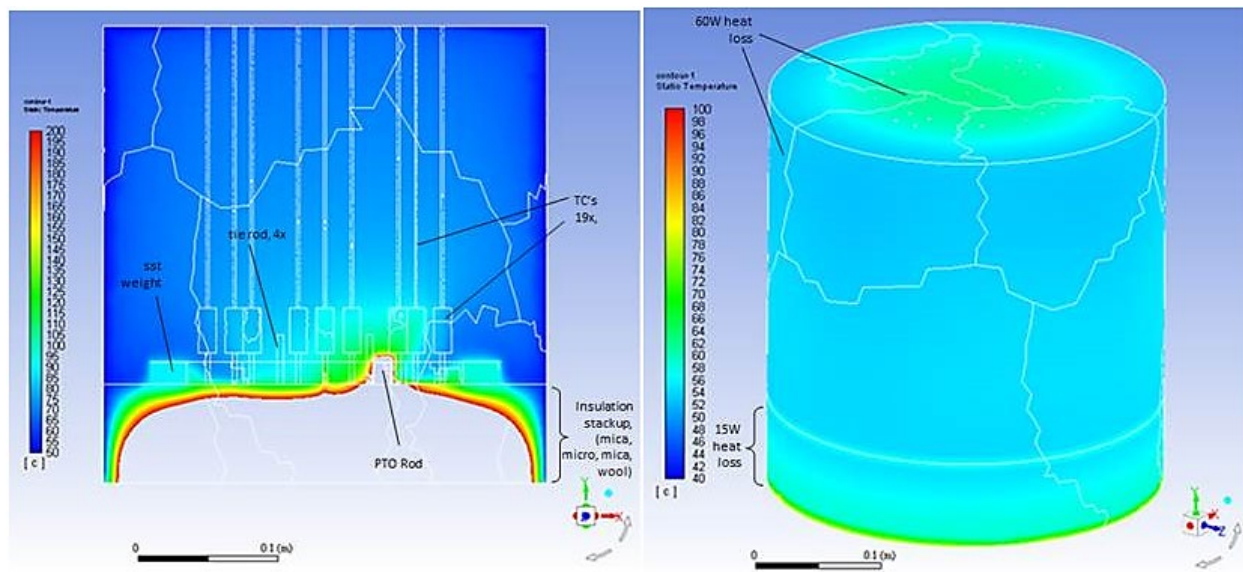 contour-1
Static Temperature
200
195
190
185
180
175
170
165
160
155
150
145
140
135
130
125
120
115
110
105
100
95
90
85
80
75
70
65
60
55
50
[ c ]
tie rod, 4x
sst
weight
TC's
19x,
PTO Rod
Insulation
stackup,
(mica,
micro, mica,
wool)
Y
X
0
0.1 (m)
60W heat
loss
contour-1
Static Temperature
100
98
96
94
92
90
88
86
84
82
80
78
76
74
72
70
68
66
64
62
60
58
56
54
52
50
48
46
44
42
40
[ c ]
15W
heat
loss
Y
X
Z
0
0.1 (m)